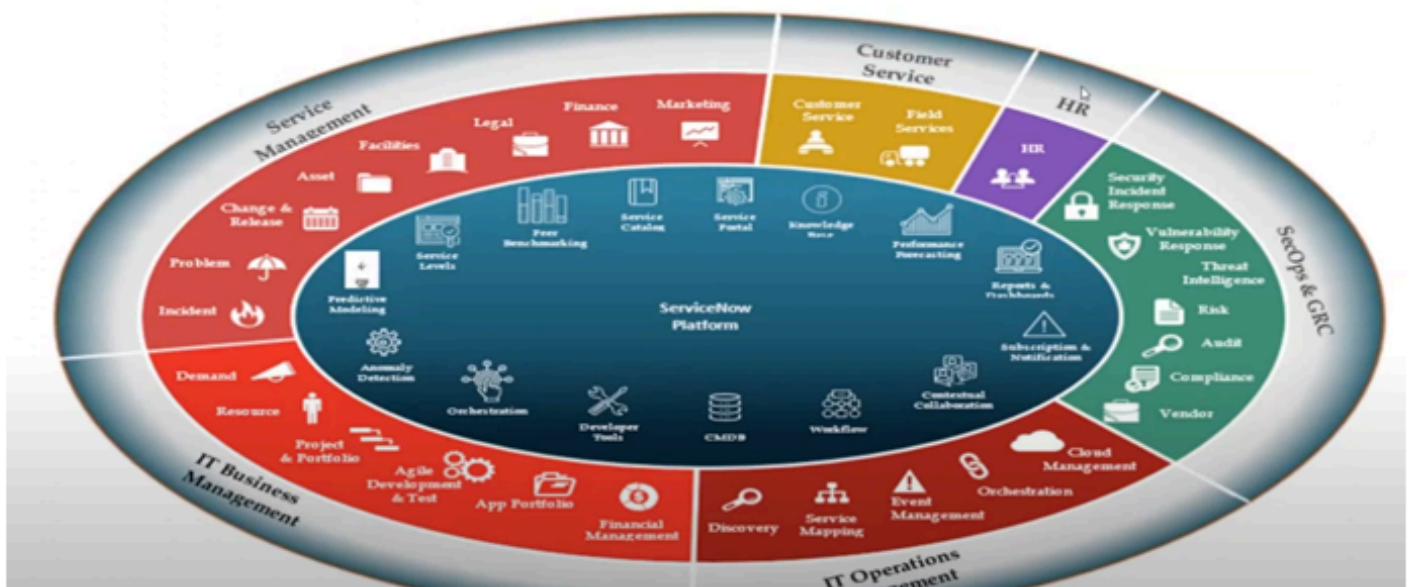 Service
Management
Customer
Service
HR
SecOps & GRC
IT Operations
IT Business
Management
Incident
Problem
Change &
Release
Asset
Facilities
Legal
Finance
Marketing
Customer
Service
Field
Services
HR
Security
Incident
Response
Vulnerability
Response
Threat
Intelligence
Risk
Audit
Compliance
Vendor
Cloud
Management
Orchestration
Event
Management
Service
Mapping
Discovery
Financial
Management
App Portfolio
Agile
Development
& Test
Project
& Portfolio
Resource
Demand
ServiceNow
Platform
Predictive
Modeling
Service
Levels
Peer
Benchmarking
Service
Catalog
Service
Portal
Knowledge
Performance
Forecasting
Reports &
Dashboards
Subscription &
Notification
Contextual
Collaboration
Workflow
CMDB
Developer
Tools
Orchestration
Anomaly
Detection